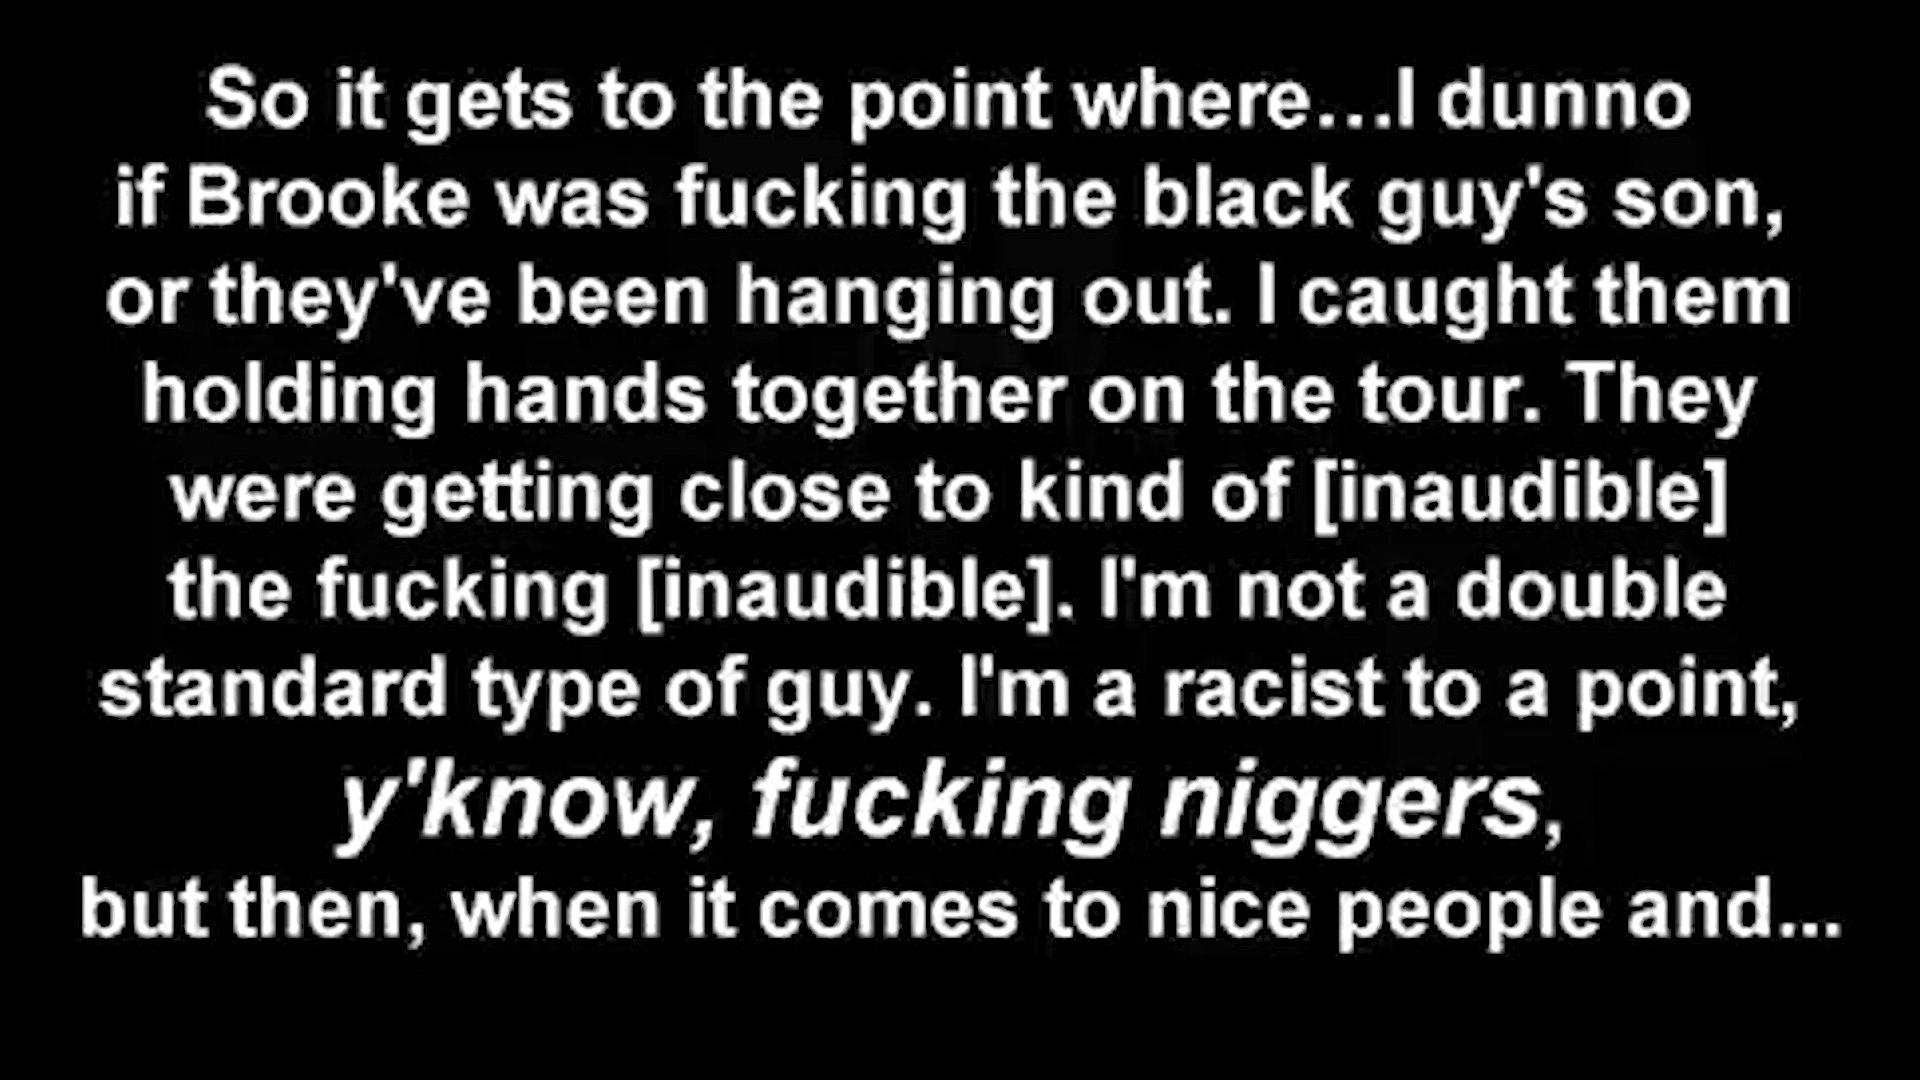 So it gets to the point where...I dunno
if Brooke was fucking the black guy's son,
or they've been hanging out. I caught them
holding hands together on the tour. They
were getting close to kind of [inaudible]
the fucking [inaudible]. I'm not a double
standard type of guy. I'm a racist to a point,
y'know, fucking niggers,
but then, when it comes to nice people and...